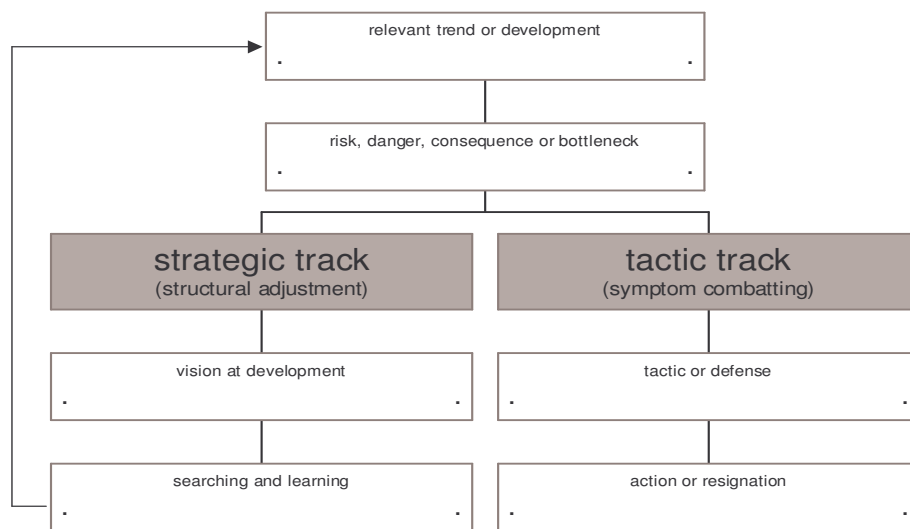 relevant trend or development
. .
risk, danger, consequence or bottleneck
. .
strategic track
(structural adjustment)
tactic track
(symptom combatting)
vision at development
. .
tactic or defense
. .
searching and learning
. .
action or resignation
. .